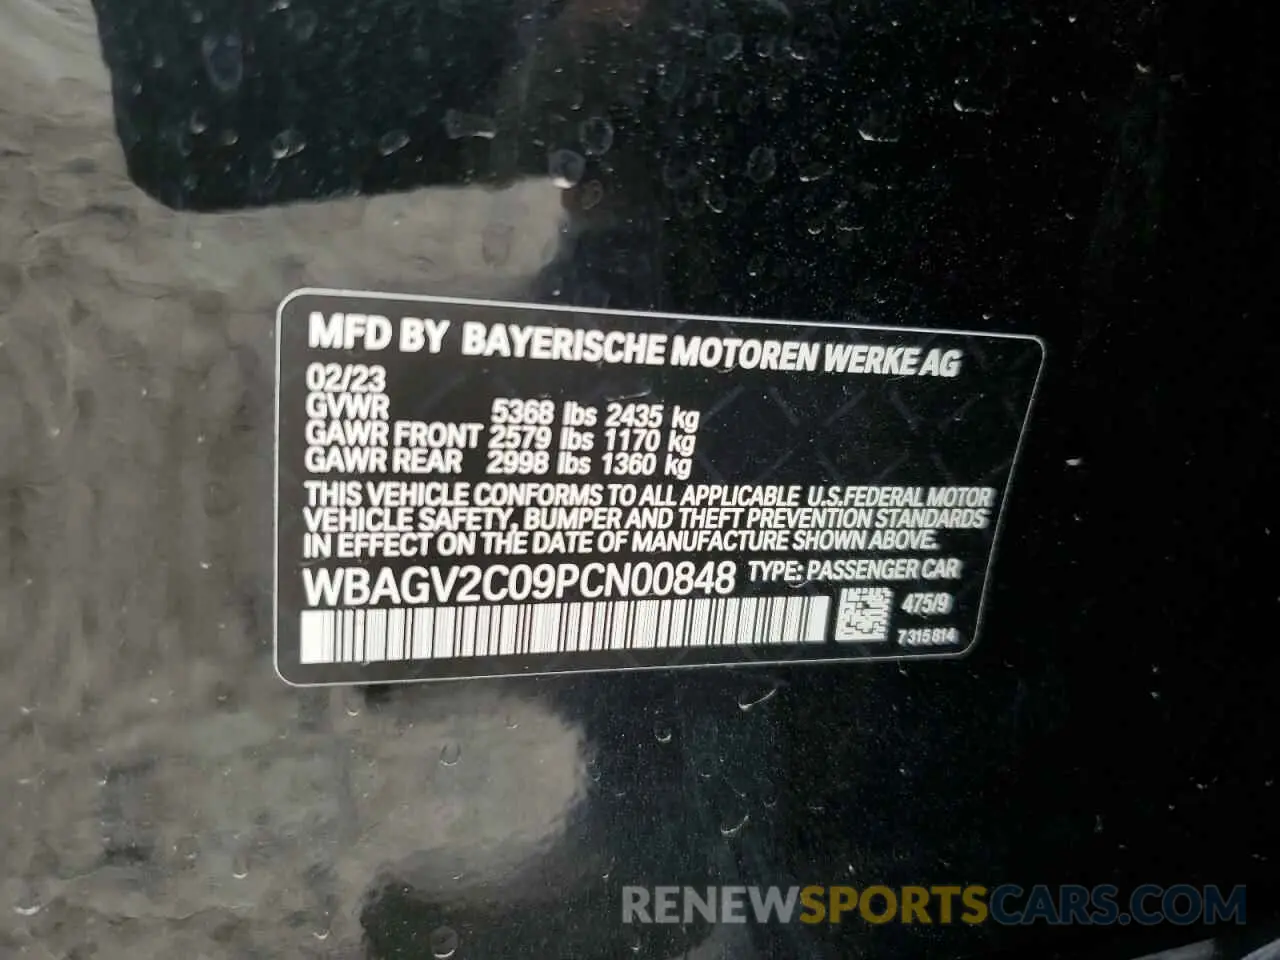 MFD BY BAYERISCHE MOTOREN WERKE AG
02/23
GVWR 5368 lbs 2435 kg
GAWR FRONT 2579 lbs 1170 kg
GAWR REAR 2998 lbs 1360 kg
THIS VEHICLE CONFORMS TO ALL APPLICABLE U.S.FEDERAL MOTOR
VEHICLE SAFETY, BUMPER AND THEFT PREVENTION STANDARDS
IN EFFECT ON THE DATE OF MANUFACTURE SHOWN ABOVE.
WBAGV2C09PCN00848 TYPE: PASSENGER CAR
475/9
7315814
RENEWSPORTSCARS.COM